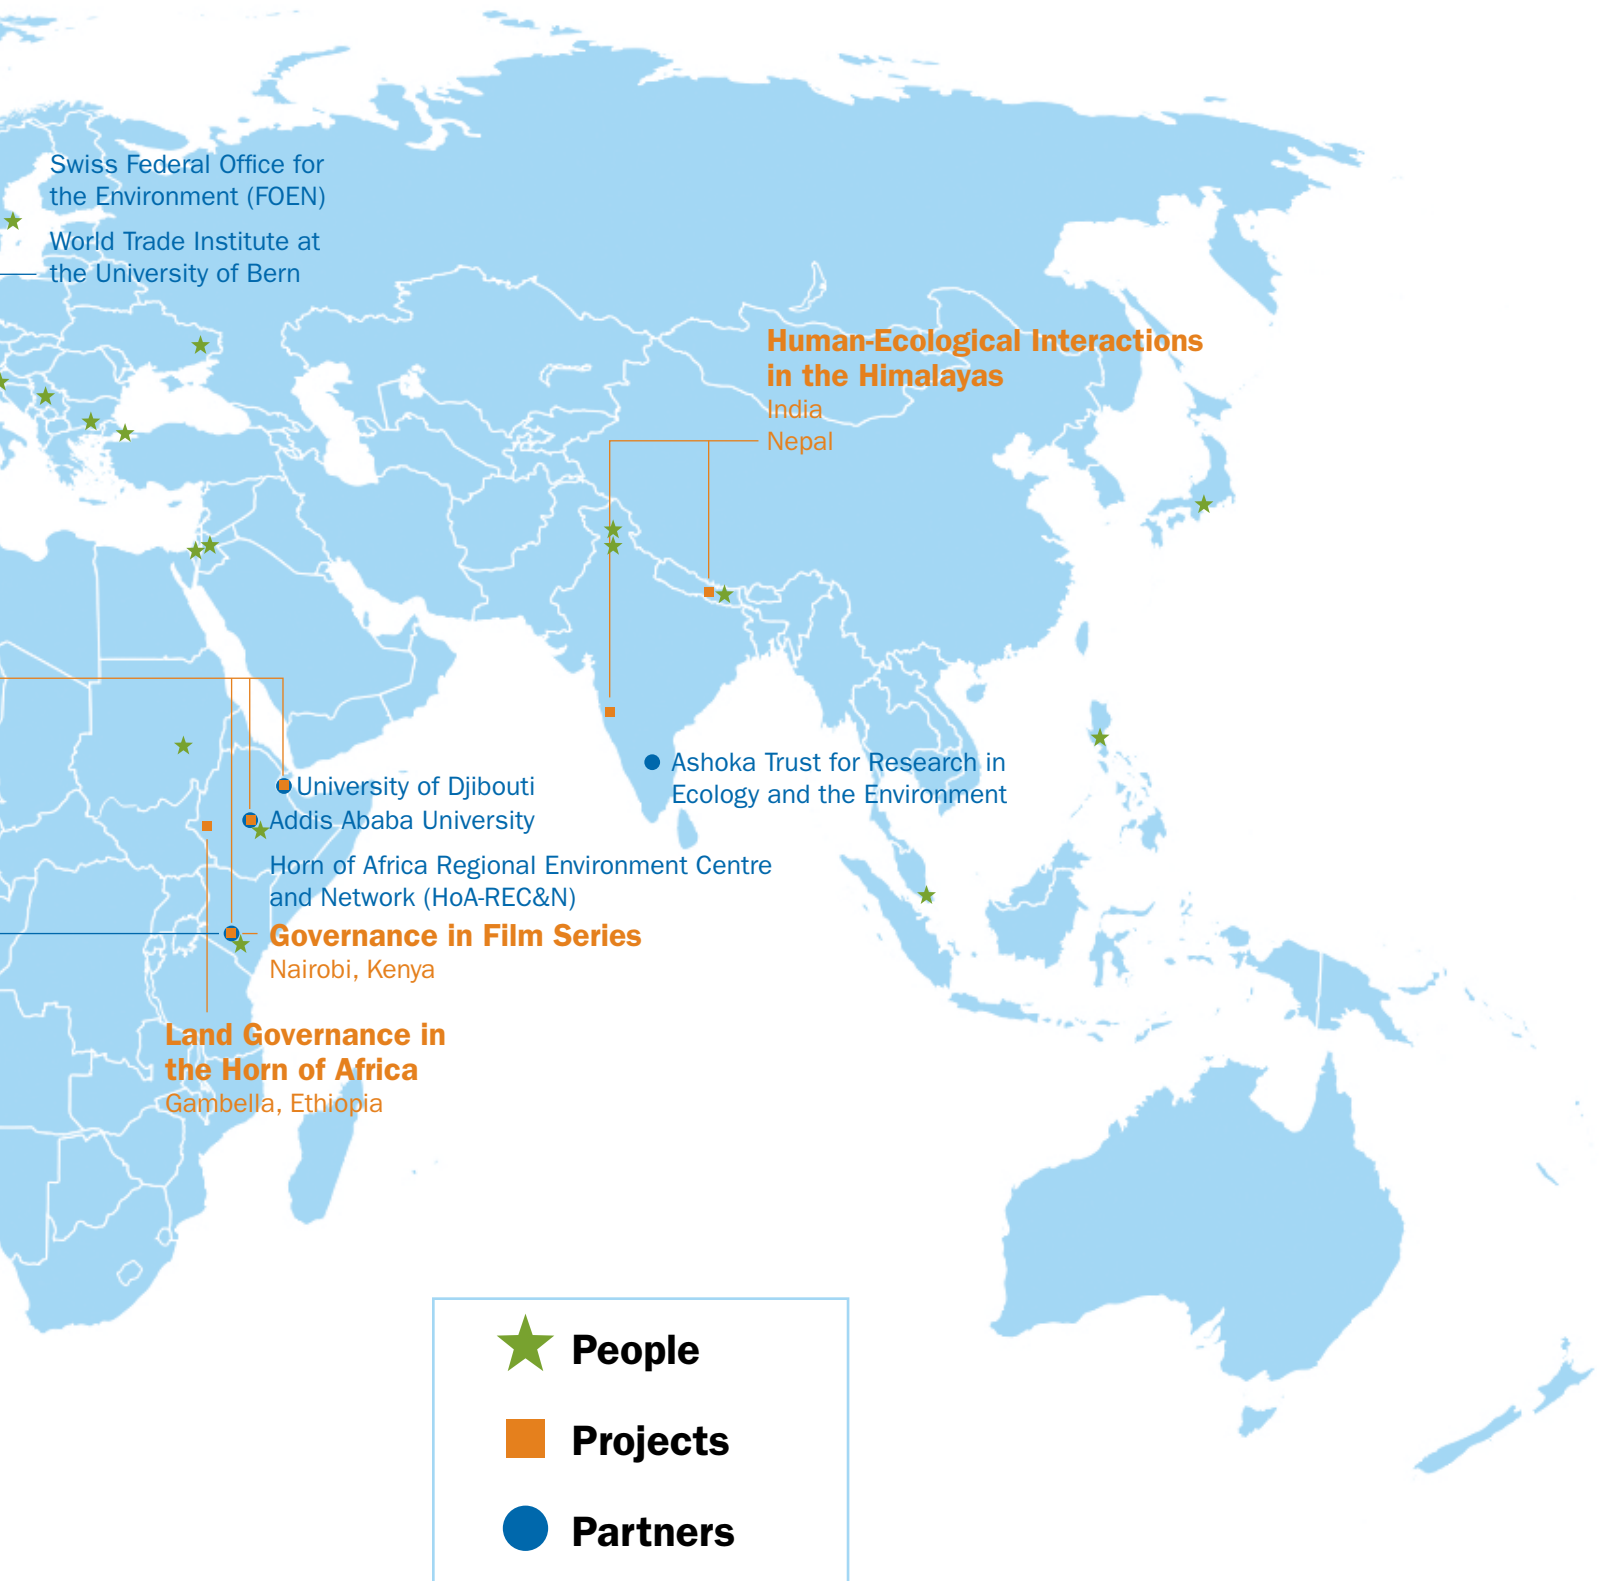 Swiss Federal Office for
the Environment (FOEN)
World Trade Institute at
the University of Bern
Human-Ecological Interactions
in the Himalayas
India
Nepal
Ashoka Trust for Research in
Ecology and the Environment
University of Djibouti
Addis Ababa University
Horn of Africa Regional Environment Centre
and Network (HoA-REC&N)
Governance in Film Series
Nairobi, Kenya
Land Governance in
the Horn of Africa
Gambella, Ethiopia
People
Projects
Partners